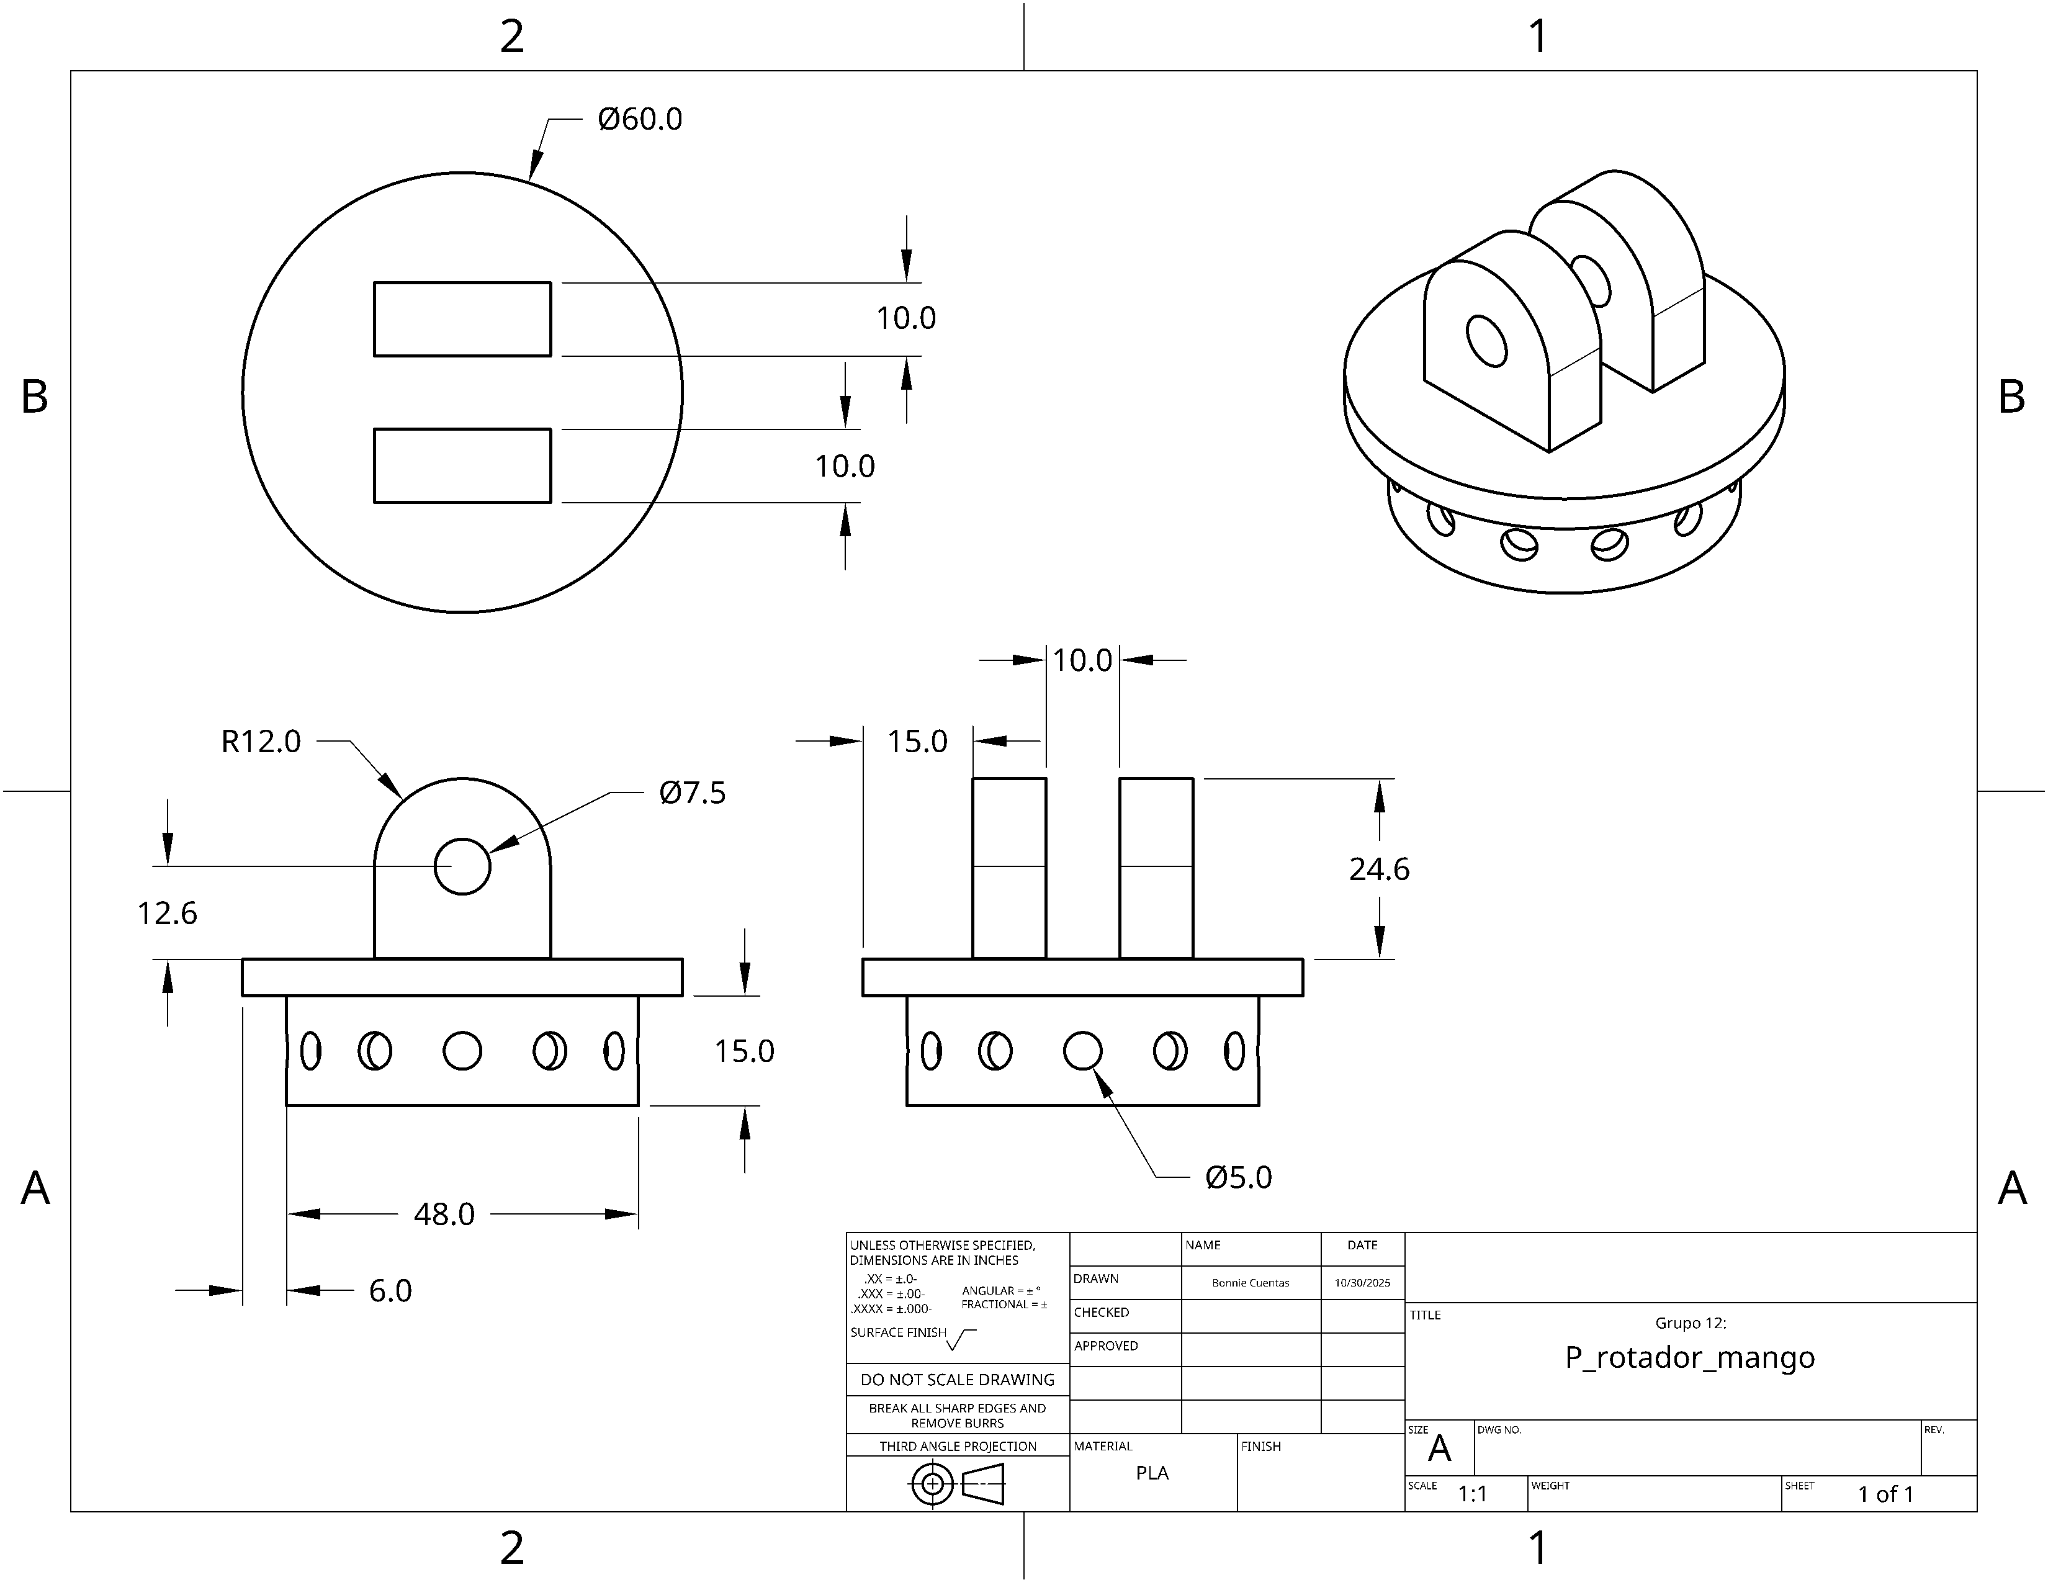 2
1
Ø60.0
10.0
B
B
10.0
10.0
R12.0
15.0
Ø7.5
24.6
12.6
15.0
A
Ø5.0
A
48.0
6.0
UNLESS OTHERWISE SPECIFIED,
DIMENSIONS ARE IN INCHES
.XX = ±.0-
.XXX = ±.00-
.XXXX = ±.000-
ANGULAR = ± °
FRACTIONAL = ±
SURFACE FINISH
DO NOT SCALE DRAWING
BREAK ALL SHARP EDGES AND
REMOVE BURRS
THIRD ANGLE PROJECTION
NAME
DATE
DRAWN
Bonnie Cuentas
10/30/2025
CHECKED
APPROVED
MATERIAL
PLA
FINISH
TITLE
Grupo 12:
P_rotador_mango
SIZE
A
DWG NO.
REV.
SCALE
1:1
WEIGHT
SHEET
1 of 1
2
1